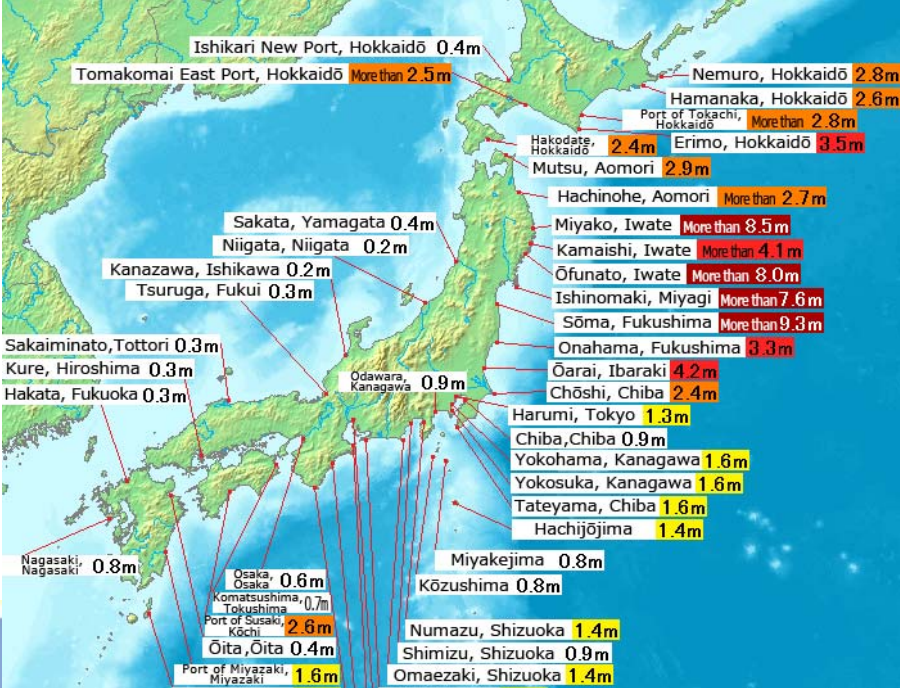 Ishikari New Port, Hokkaidō 0.4m
Tomakomai East Port, Hokkaidō More than 2.5m
Nemuro, Hokkaidō 2.8m
Hamanaka, Hokkaidō 2.6m
Port of Tokachi,
Hokkaidō
More than 2.8m
Erimo, Hokkaidō 3.5m
Hakodate,
Hokkaidō
2.4m
Mutsu, Aomori 2.9m
Hachinohe, Aomori More than 2.7m
Sakata, Yamagata 0.4m
Miyako, Iwate More than 8.5m
Niigata, Niigata 0.2m
Kamaishi, Iwate More than 4.1m
Kanazawa, Ishikawa 0.2m
Ōfunato, Iwate More than 8.0m
Tsuruga, Fukui 0.3m
Ishinomaki, Miyagi More than 7.6m
Sōma, Fukushima More than 9.3m
Sakaiminato,Tottori 0.3m
Onahama, Fukushima 3.3m
Kure, Hiroshima 0.3m
Ōarai, Ibaraki 4.2m
Odawara,
Kanagawa
0.9m
Hakata, Fukuoka 0.3m
Chōshi, Chiba 2.4m
Harumi, Tokyo 1.3m
Chiba,Chiba 0.9m
Yokohama, Kanagawa 1.6m
Yokosuka, Kanagawa 1.6m
Tateyama, Chiba 1.6m
Hachijōjima 1.4m
Nagasaki,
Nagasaki
0.8m
Miyakejima 0.8m
Kōzushima 0.8m
Osaka,
Osaka
0.6m
Komatsushima,
Tokushima
0.7m
Port of Susaki,
Kōchi
2.6m
Numazu, Shizuoka 1.4m
Ōita,Ōita 0.4m
Shimizu, Shizuoka 0.9m
Port of Miyazaki,
Miyazaki
1.6m
Omaezaki, Shizuoka 1.4m